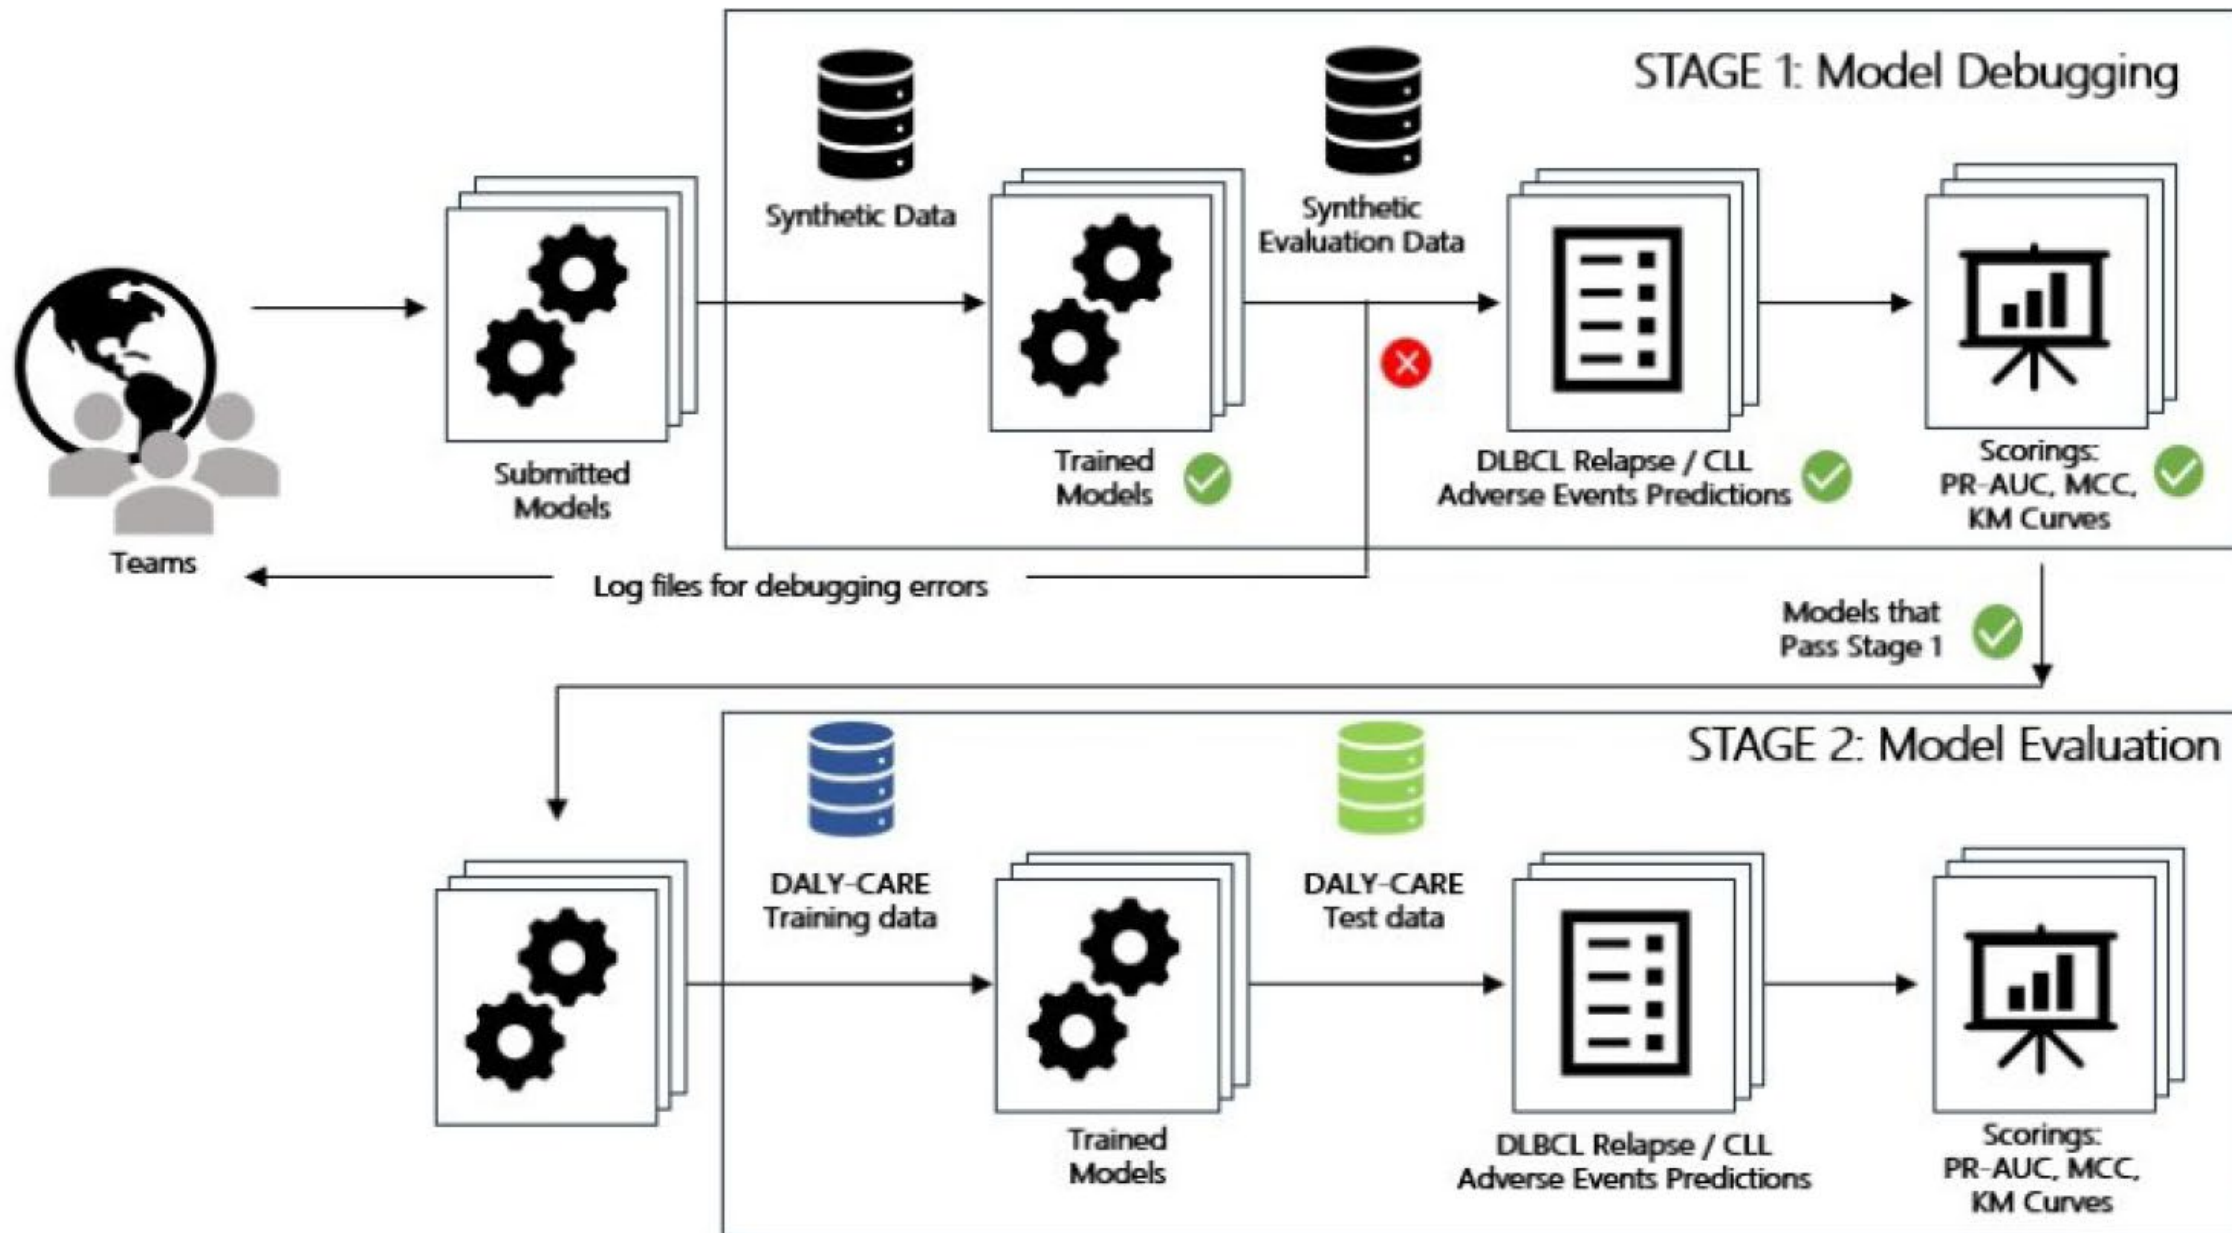 STAGE 1: Model Debugging
Synthetic Data
Synthetic
Evaluation Data
Teams
Submitted
Models
Trained
Models
DLBCL Relapse / CLL
Adverse Events Predictions
Scorings:
PR-AUC, MCC,
KM Curves
Log files for debugging errors
Models that
Pass Stage 1
STAGE 2: Model Evaluation
DALY-CARE
Training data
DALY-CARE
Test data
Trained
Models
DLBCL Relapse / CLL
Adverse Events Predictions
Scorings:
PR-AUC, MCC,
KM Curves